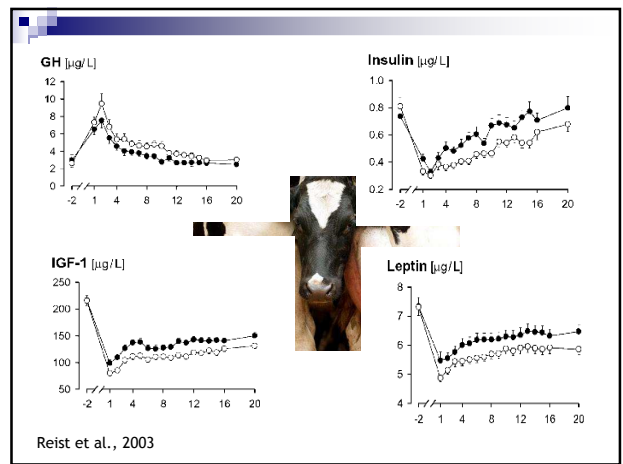 GH [µg/L]
12
10
8
6
4
2
0
-2 1 4 8 12 16 20
Insulin [µg/L]
1.0
0.8
0.6
0.4
0.2
-2 1 4 8 12 16 20
IGF-1 [µg/L]
250
200
150
100
50
-2 1 4 8 12 16 20
Leptin [µg/L]
8
7
6
5
4
-2 1 4 8 12 16 20
Reist et al., 2003